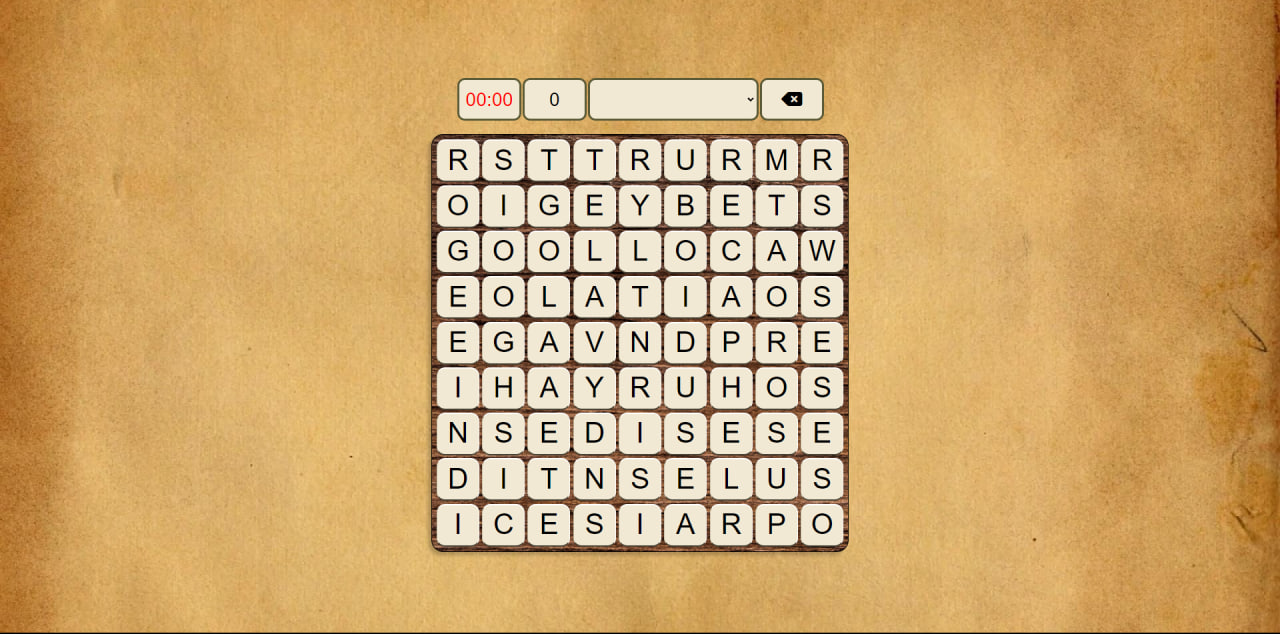 00:00 0
R S T T R U R M R
O I G E Y B E T S
G O O L L O C A W
E O L A T I A O S
E G A V N D P R E
I H A Y R U H O S
N S E D I S E S E
D I T N S E L U S
I C E S I A R P O